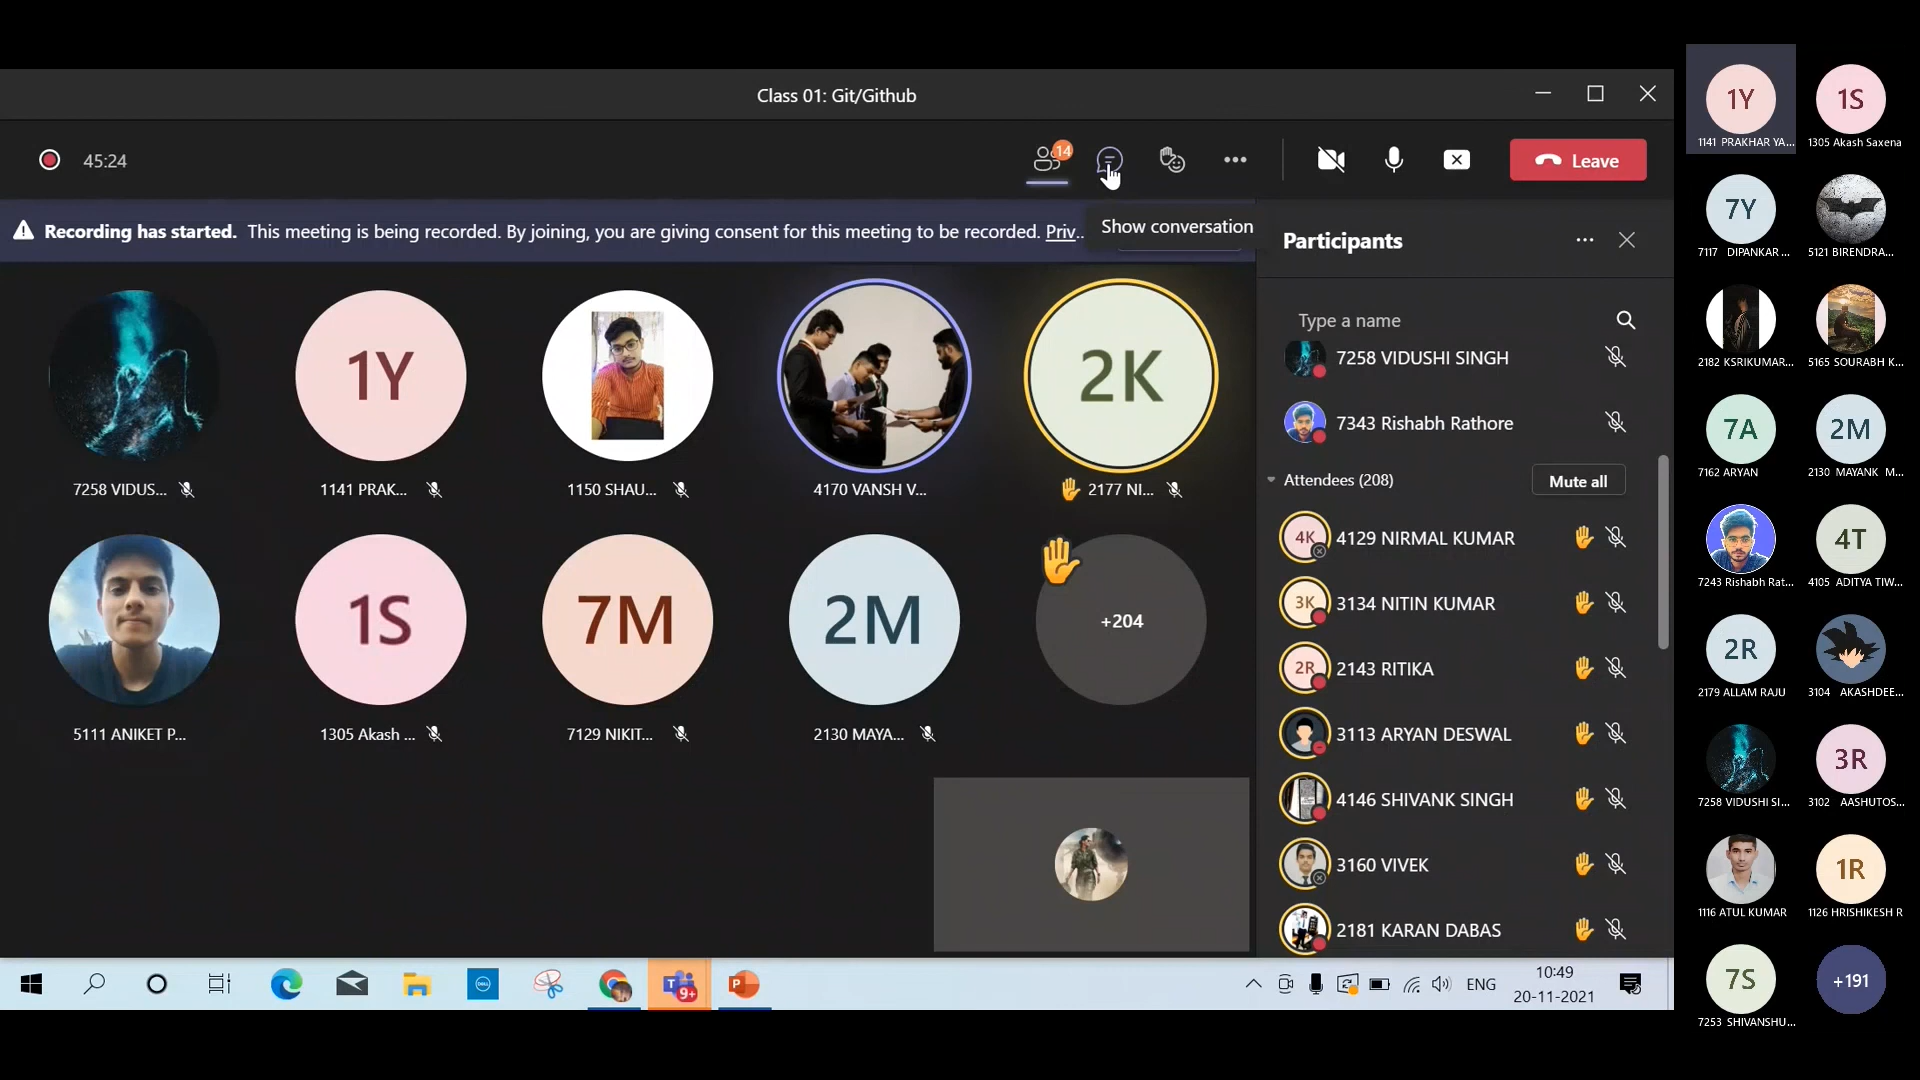 Class 01: Git/Github
45:24
14
Leave
Recording has started. This meeting is being recorded. By joining, you are giving consent for this meeting to be recorded. Priv...
Show conversation
1Y
2K
7258 VIDUS...
1141 PRAK...
1150 SHAU...
4170 VANSH V...
2177 NI...
1S
7M
2M
+204
5111 ANIKET P...
1305 Akash ...
7129 NIKIT...
2130 MAYA...
Participants
Type a name
7258 VIDUSHI SINGH
7343 Rishabh Rathore
Attendees (208)
Mute all
4K
4129 NIRMAL KUMAR
3K
3134 NITIN KUMAR
2R
2143 RITIKA
3113 ARYAN DESWAL
4146 SHIVANK SINGH
3160 VIVEK
2181 KARAN DABAS
DELL
9+
ENG
10:49
20-11-2021
1Y
1S
1141 PRAKHAR YA...
1305 Akash Saxena
7Y
7117 DIPANKAR...
5121 BIRENDRA...
2182 KSRIKUMAR...
5165 SOURABH K...
7A
2M
7162 ARYAN
2130 MAYANK M...
4T
7243 Rishabh Rat...
4105 ADITYA TIW...
2R
2179 ALLAM RAJU
3104 AKASHDEE...
3R
7258 VIDUSHI SI...
3102 AASHUTOS...
1R
1116 ATUL KUMAR
1126 HRISHIKESH R
7S
+191
7253 SHIVANSHU...